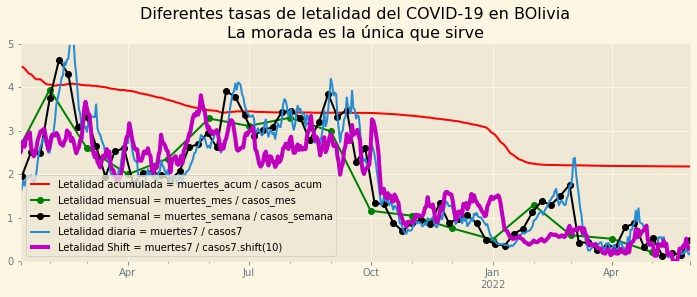 Diferentes tasas de letalidad del COVID-19 en BOlivia
La morada es la única que sirve
5
4
3
2
1
0
Letalidad acumulada = muertes_acum / casos_acum
Letalidad mensual = muertes_mes / casos_mes
Letalidad semanal = muertes_semana / casos_semana
Letalidad diaria = muertes7 / casos7
Letalidad Shift = muertes7 / casos7.shift(10)
Apr Jul Oct Jan Apr
2022